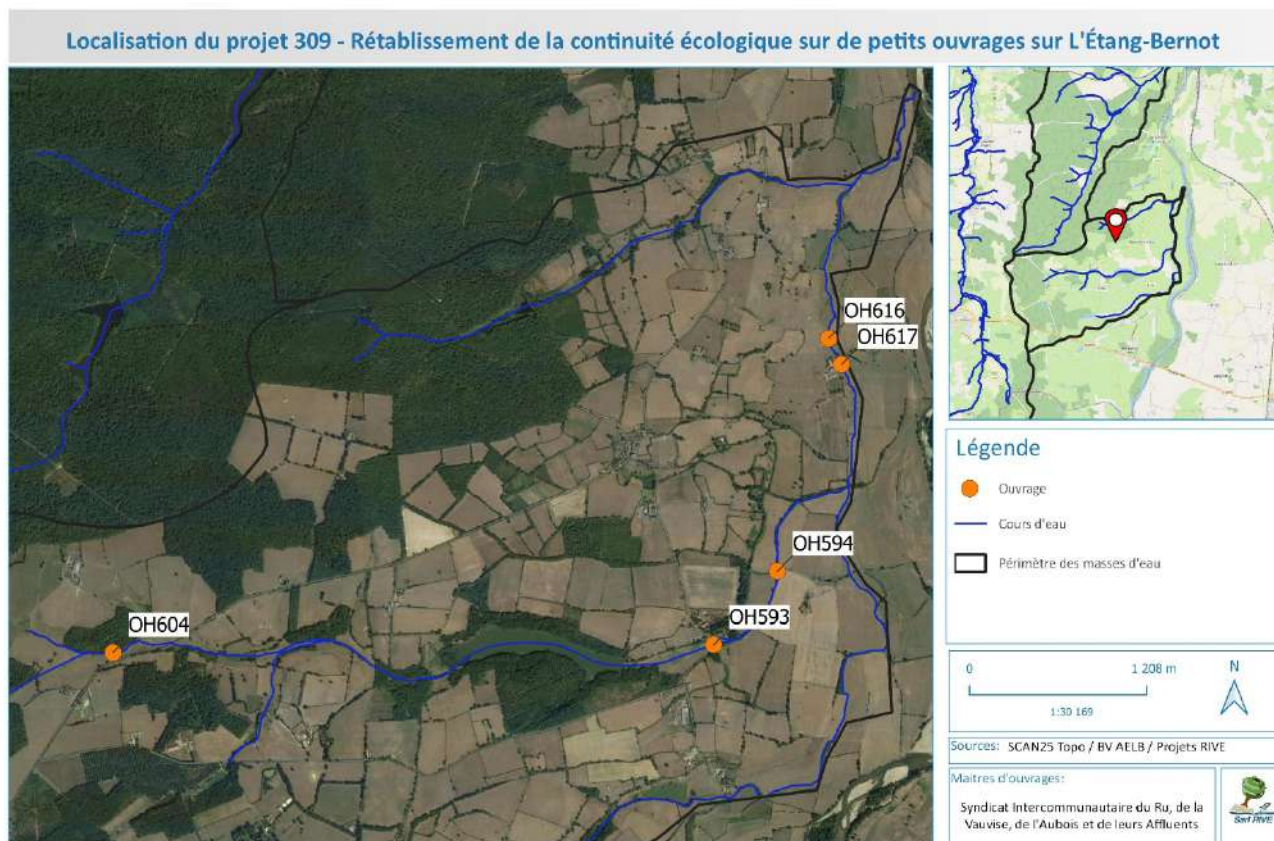 Localisation du projet 309 - Rétablissement de la continuité écologique sur de petits ouvrages sur L'Étang-Bernot
OH616
OH617
OH594
OH593
OH604
Légende
Ouvrage
Cours d'eau
Périmètre des masses d'eau
0
1 208 m
N
1:30 169
Sources: SCAN25 Topo / BV AELB / Projets RIVE
Maitres d'ouvrages:
Syndicat Intercommunautaire du Ru, de la
Vauvise, de l'Aubois et de leurs Affluents